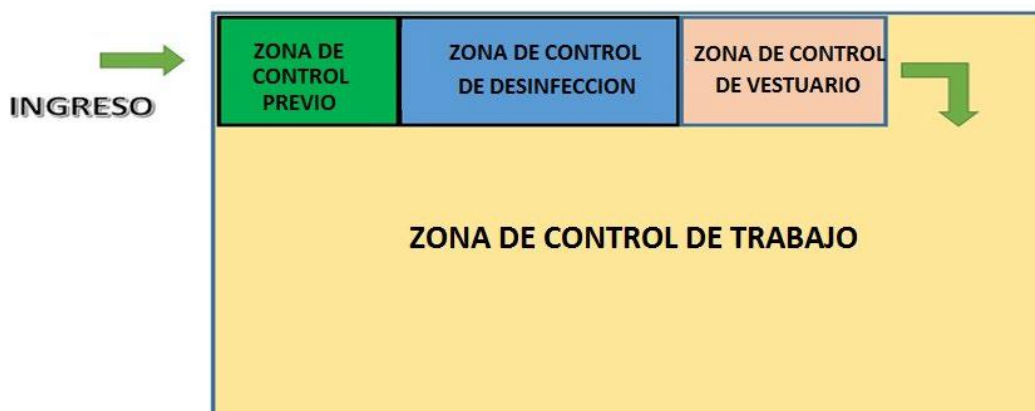 INGRESO
ZONA DE
CONTROL
PREVIO
ZONA DE CONTROL
DE DESINFECCION
ZONA DE CONTROL
DE VESTUARIO
ZONA DE CONTROL DE TRABAJO